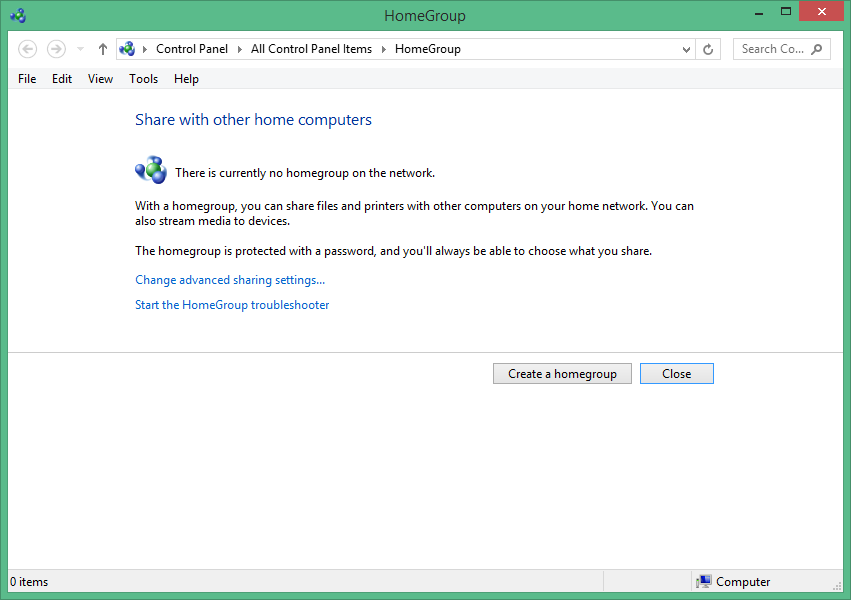 HomeGroup
Control Panel All Control Panel Items HomeGroup Search Co...
File Edit View Tools Help
Share with other home computers
There is currently no homegroup on the network.
With a homegroup, you can share files and printers with other computers on your home network. You can
also stream media to devices.
The homegroup is protected with a password, and you'll always be able to choose what you share.
Change advanced sharing settings...
Start the HomeGroup troubleshooter
Create a homegroup Close
0 items Computer